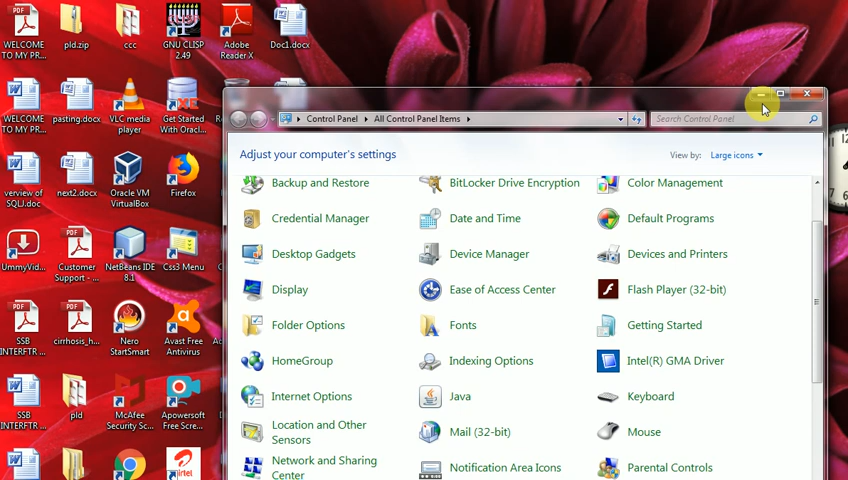 WELCOME TO MY PR...
pld.zip
ccc
GNU CLISP 2.49
Adobe Reader X
Doc1.docx
WELCOME TO MY PR...
pasting.docx
VLC media player
Get Started With Oracl...
verview of SQLJ.doc
next2.docx
Oracle VM VirtualBox
Firefox
UmmyVid...
Customer Support - ...
NetBeans IDE 8.1
Css3 Menu
SSB INTERFTR ...
cirrhosis_h...
Nero StartSmart
Avast Free Antivirus
SSB INTERFTR ...
pld
McAfee Security Sc...
Apowersoft Free Scre...
airtel
Control Panel
All Control Panel Items
Search Control Panel
Adjust your computer's settings
View by: Large icons
Backup and Restore
BitLocker Drive Encryption
Color Management
Credential Manager
Date and Time
Default Programs
Desktop Gadgets
Device Manager
Devices and Printers
Display
Ease of Access Center
Flash Player (32-bit)
Folder Options
Fonts
Getting Started
HomeGroup
Indexing Options
Intel(R) GMA Driver
Internet Options
Java
Keyboard
Location and Other Sensors
Mail (32-bit)
Mouse
Network and Sharing Center
Notification Area Icons
Parental Controls